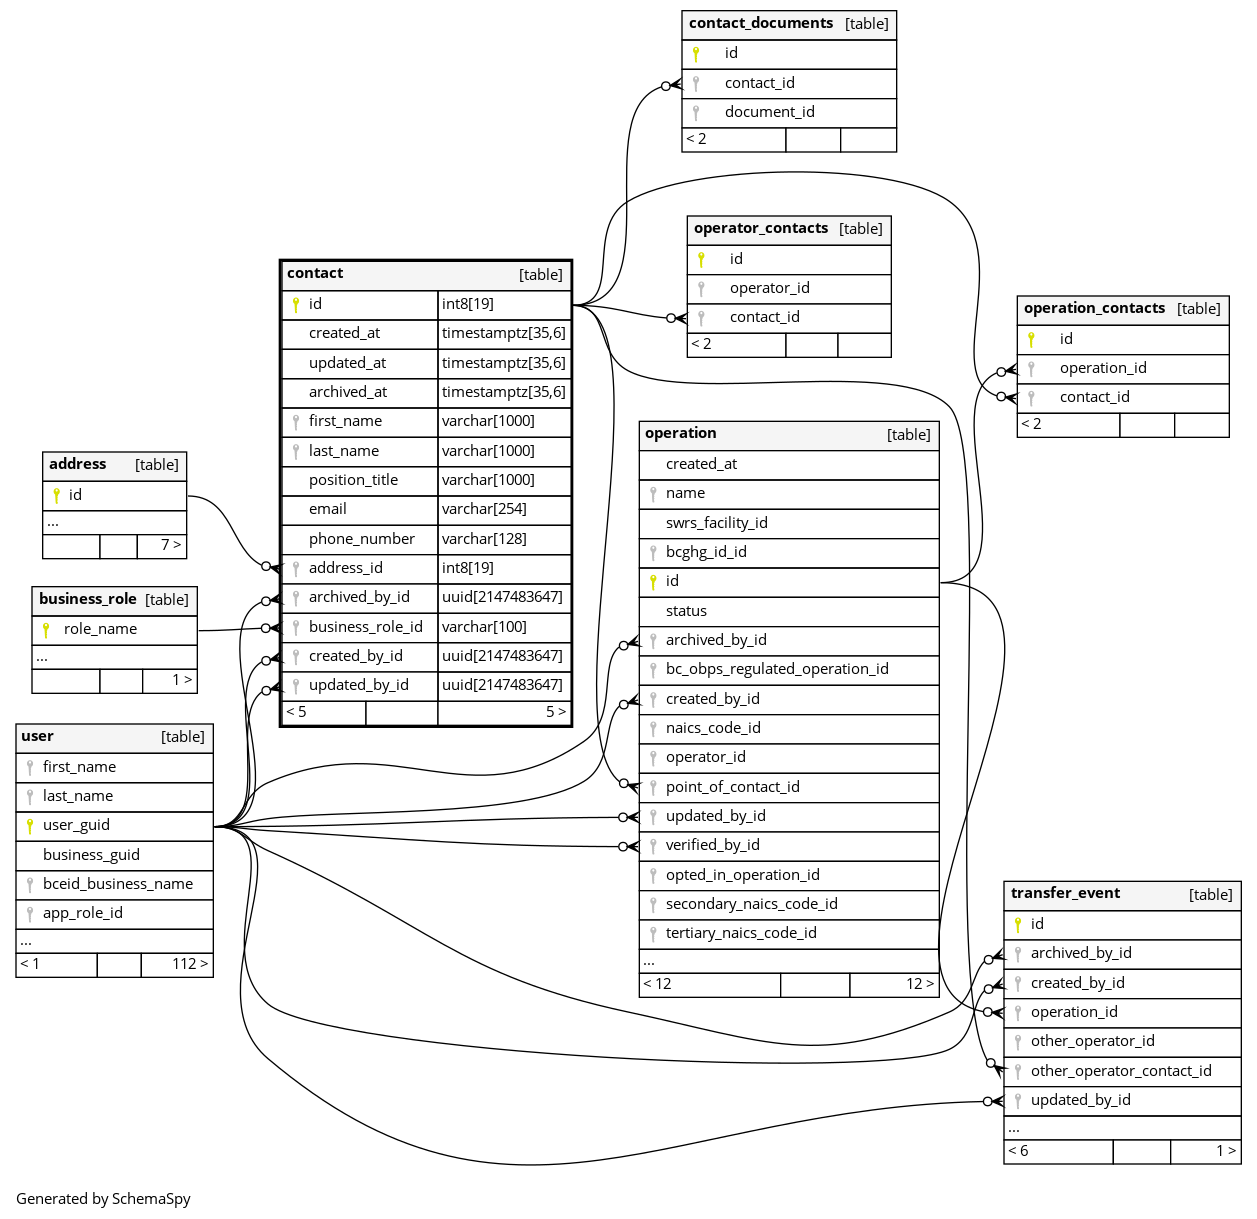 contact_documents [table]
id
contact_id
document_id
< 2
operator_contacts [table]
id
operator_id
contact_id
< 2
operation_contacts [table]
id
operation_id
contact_id
< 2
contact [table]
id int8[19]
created_at timestamptz[35,6]
updated_at timestamptz[35,6]
archived_at timestamptz[35,6]
first_name varchar[1000]
last_name varchar[1000]
position_title varchar[1000]
email varchar[254]
phone_number varchar[128]
address_id int8[19]
archived_by_id uuid[2147483647]
business_role_id varchar[100]
created_by_id uuid[2147483647]
updated_by_id uuid[2147483647]
< 5 5 >
address [table]
id
...
7 >
business_role [table]
role_name
...
1 >
user [table]
first_name
last_name
user_guid
business_guid
bceid_business_name
app_role_id
...
< 1 112 >
operation [table]
created_at
name
swrs_facility_id
bcghg_id_id
id
status
archived_by_id
bc_obps_regulated_operation_id
created_by_id
naics_code_id
operator_id
point_of_contact_id
updated_by_id
verified_by_id
opted_in_operation_id
secondary_naics_code_id
tertiary_naics_code_id
...
< 12 12 >
transfer_event [table]
id
archived_by_id
created_by_id
operation_id
other_operator_id
other_operator_contact_id
updated_by_id
...
< 6 1 >
Generated by SchemaSpy